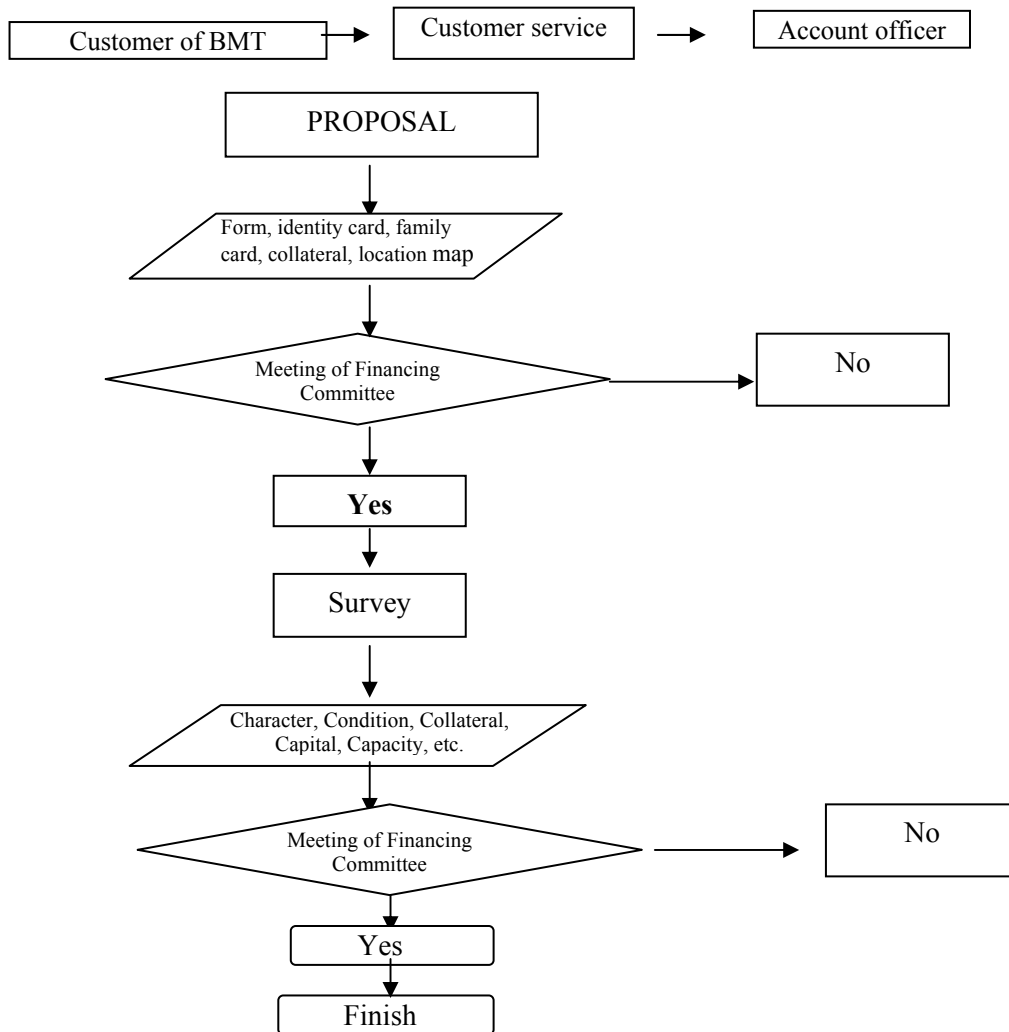 Customer of BMT
Customer service
Account officer
PROPOSAL
Form, identity card, family
card, collateral, location map
Meeting of Financing
Committee
No
Yes
Survey
Character, Condition, Collateral,
Capital, Capacity, etc.
Meeting of Financing
Committee
No
Yes
Finish